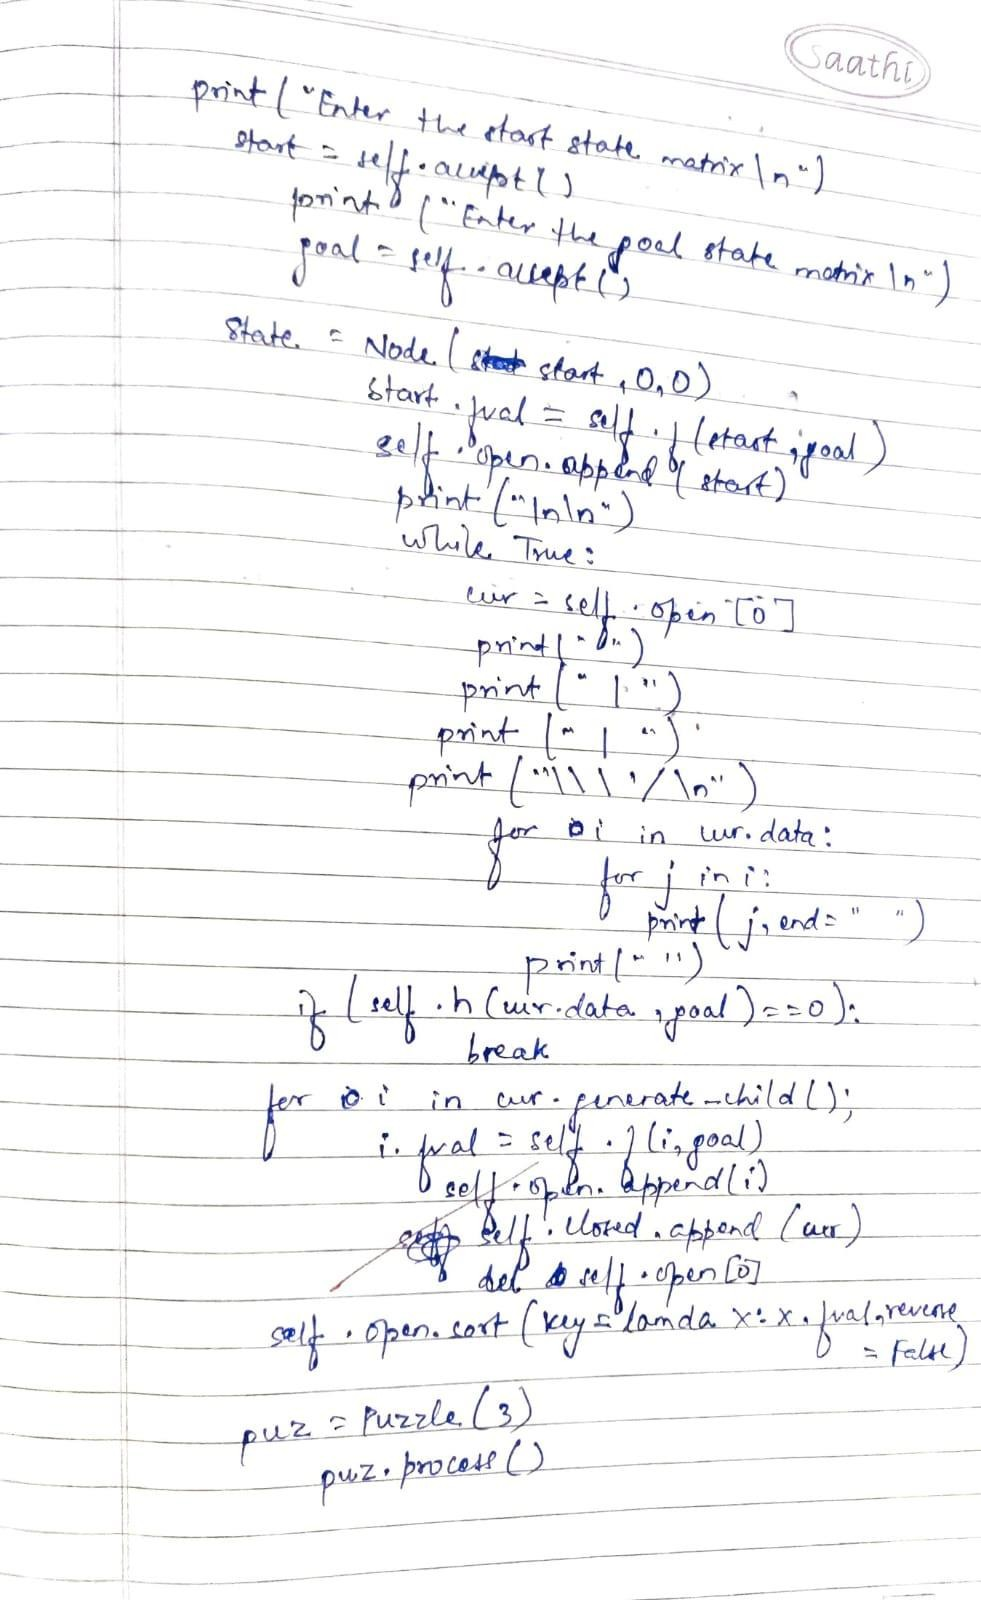 Saathi
print ("Enter the start state matrix \n")
start = self.accept()
print ("Enter the goal state matrix \n")
goal = self.accept()
State = Node (start, 0, 0)
start.fval = self.f(start, goal)
self.open.append(start)
print ("\n\n")
while True:
cur = self.open[0]
print(" ")
print (" | ")
print (" | ")
print ("\\\'/\n")
for i in cur.data:
for j in i:
print(j, end=" ")
print(" ")
if (self.h(cur.data, goal)==0):
break
for i in cur.generate_child():
i.fval = self.f(i, goal)
self.open.append(i)
self.closed.append(cur)
del self.open[0]
self.open.sort(key=lamda x:x.fval, reverse
= False)
puz = Puzzle(3)
puz.process()